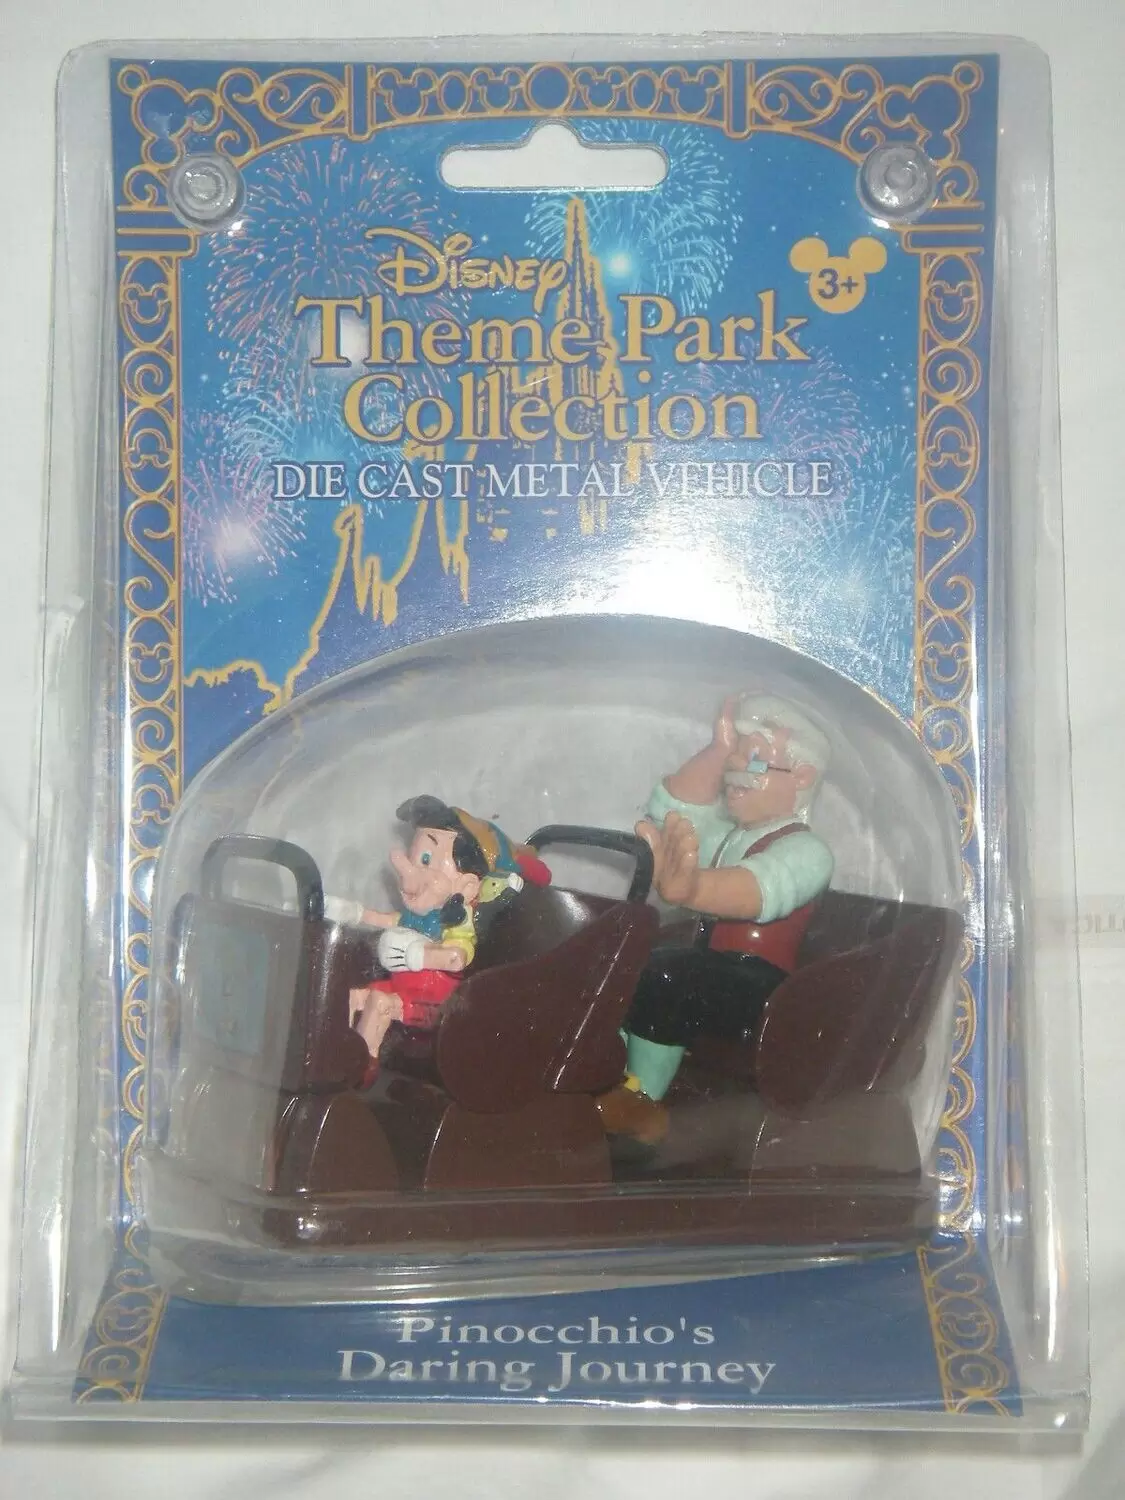 Disney
Theme Park
Collection
DIE CAST METAL VEHICLE
3+
Pinocchio's
Daring Journey